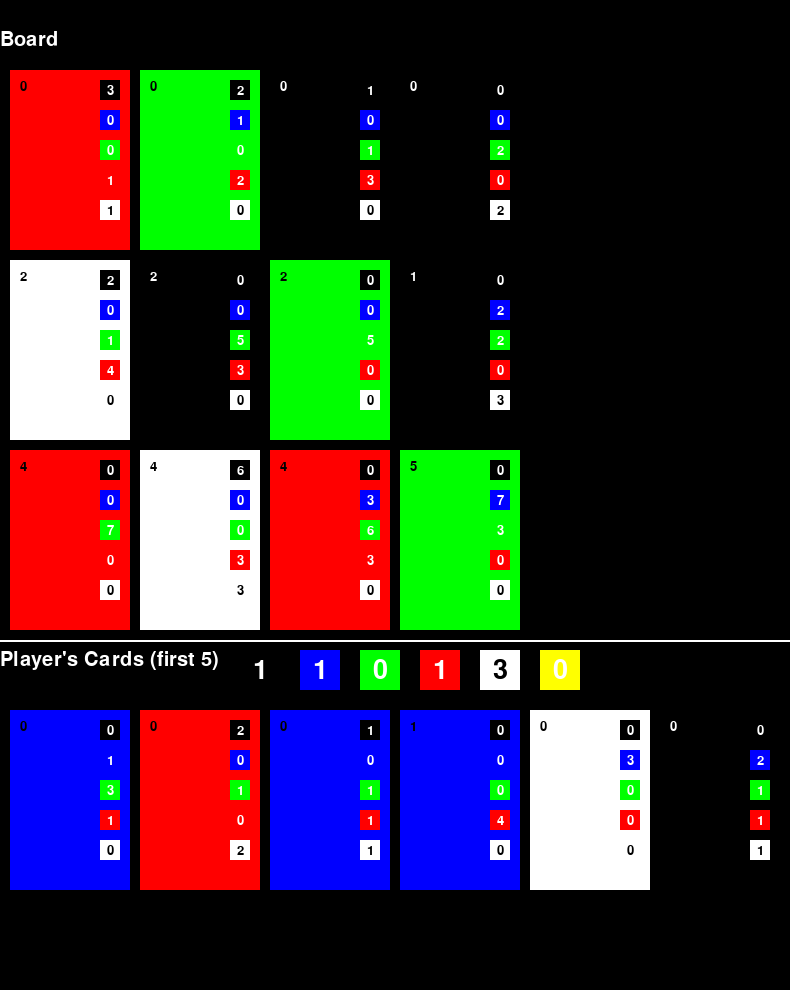 Board
0 3 0 2 0 1 0 0
0 1 0 0
0 0 1 2
1 2 3 0
1 0 0 2
2 2 2 0 2 0 1 0
0 0 0 2
1 5 5 2
4 3 0 0
0 0 0 3
4 0 4 6 4 0 5 0
0 0 3 7
7 0 6 3
0 3 3 0
0 3 0 0
Player's Cards (first 5) 1 1 0 1 3 0
0 0 0 2 0 1 1 0 0 0 0 0
1 0 0 0 3 2
3 1 1 0 0 1
1 0 1 4 0 1
0 2 1 0 0 1